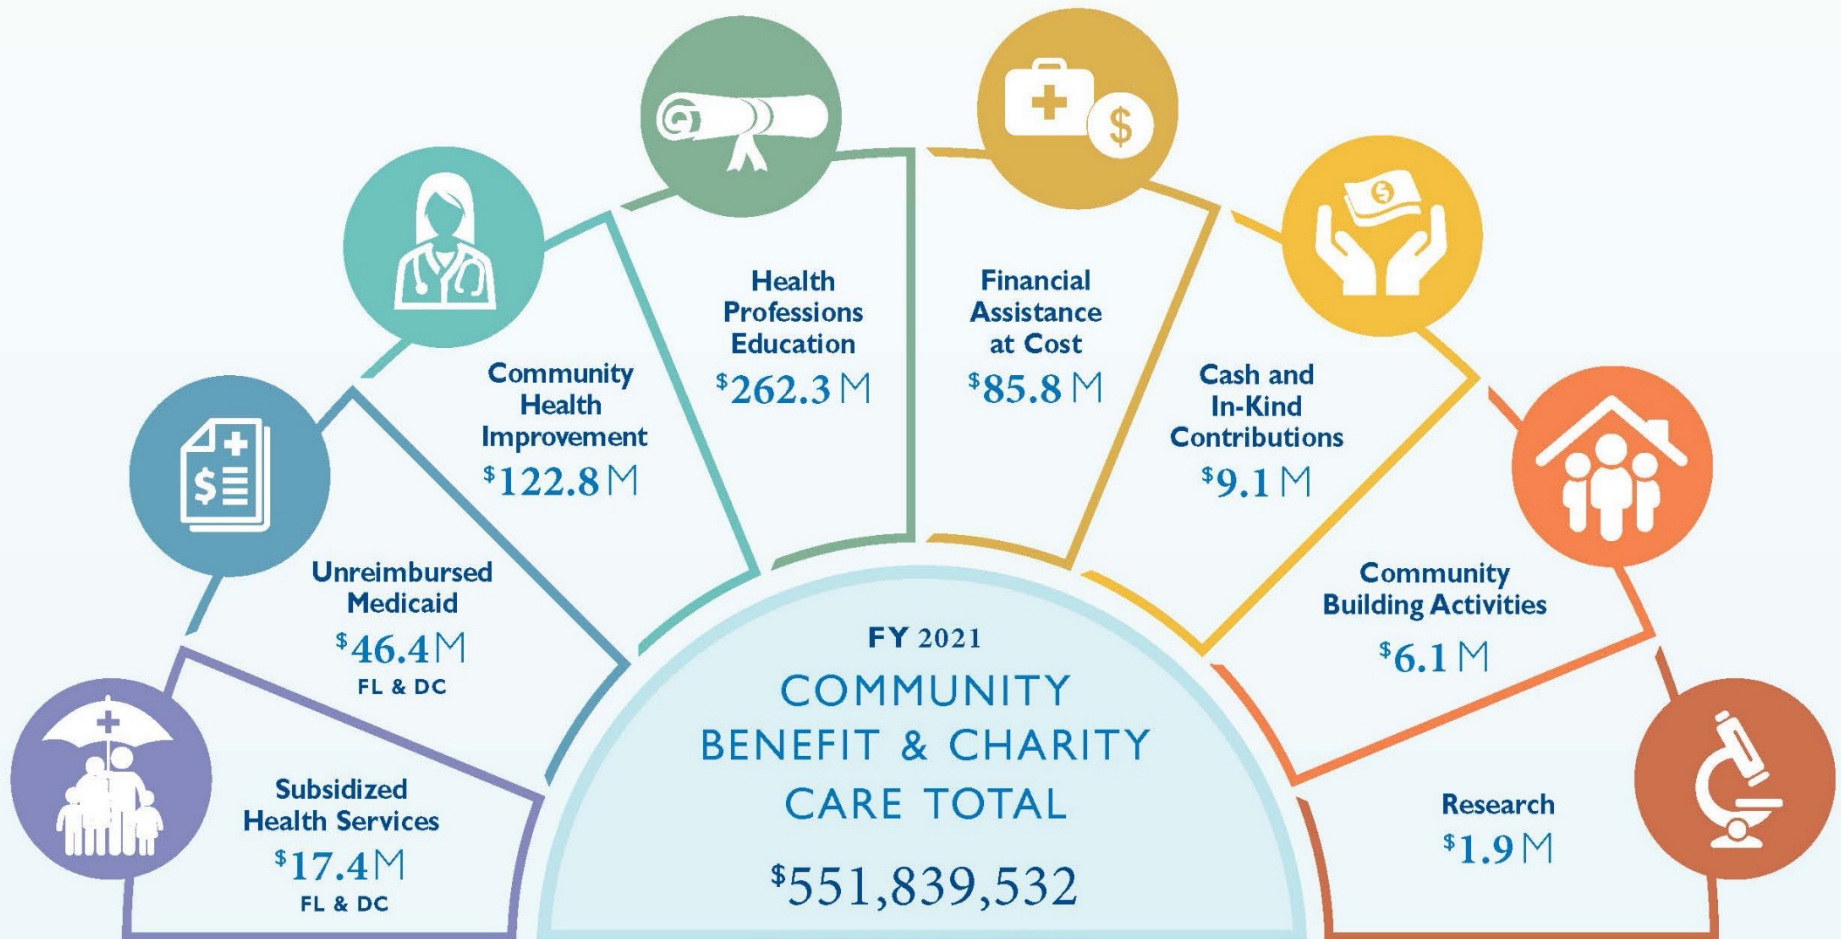 Subsidized
Health Services
$17.4 M
FL & DC
Unreimbursed
Medicaid
$46.4 M
FL & DC
Community
Health
Improvement
$122.8 M
Health
Professions
Education
$262.3 M
Financial
Assistance
at Cost
$85.8 M
$
Cash and
In-Kind
Contributions
$9.1 M
$
Community
Building Activities
$6.1 M
Research
$1.9 M
$
FY 2021
COMMUNITY
BENEFIT & CHARITY
CARE TOTAL
$551,839,532